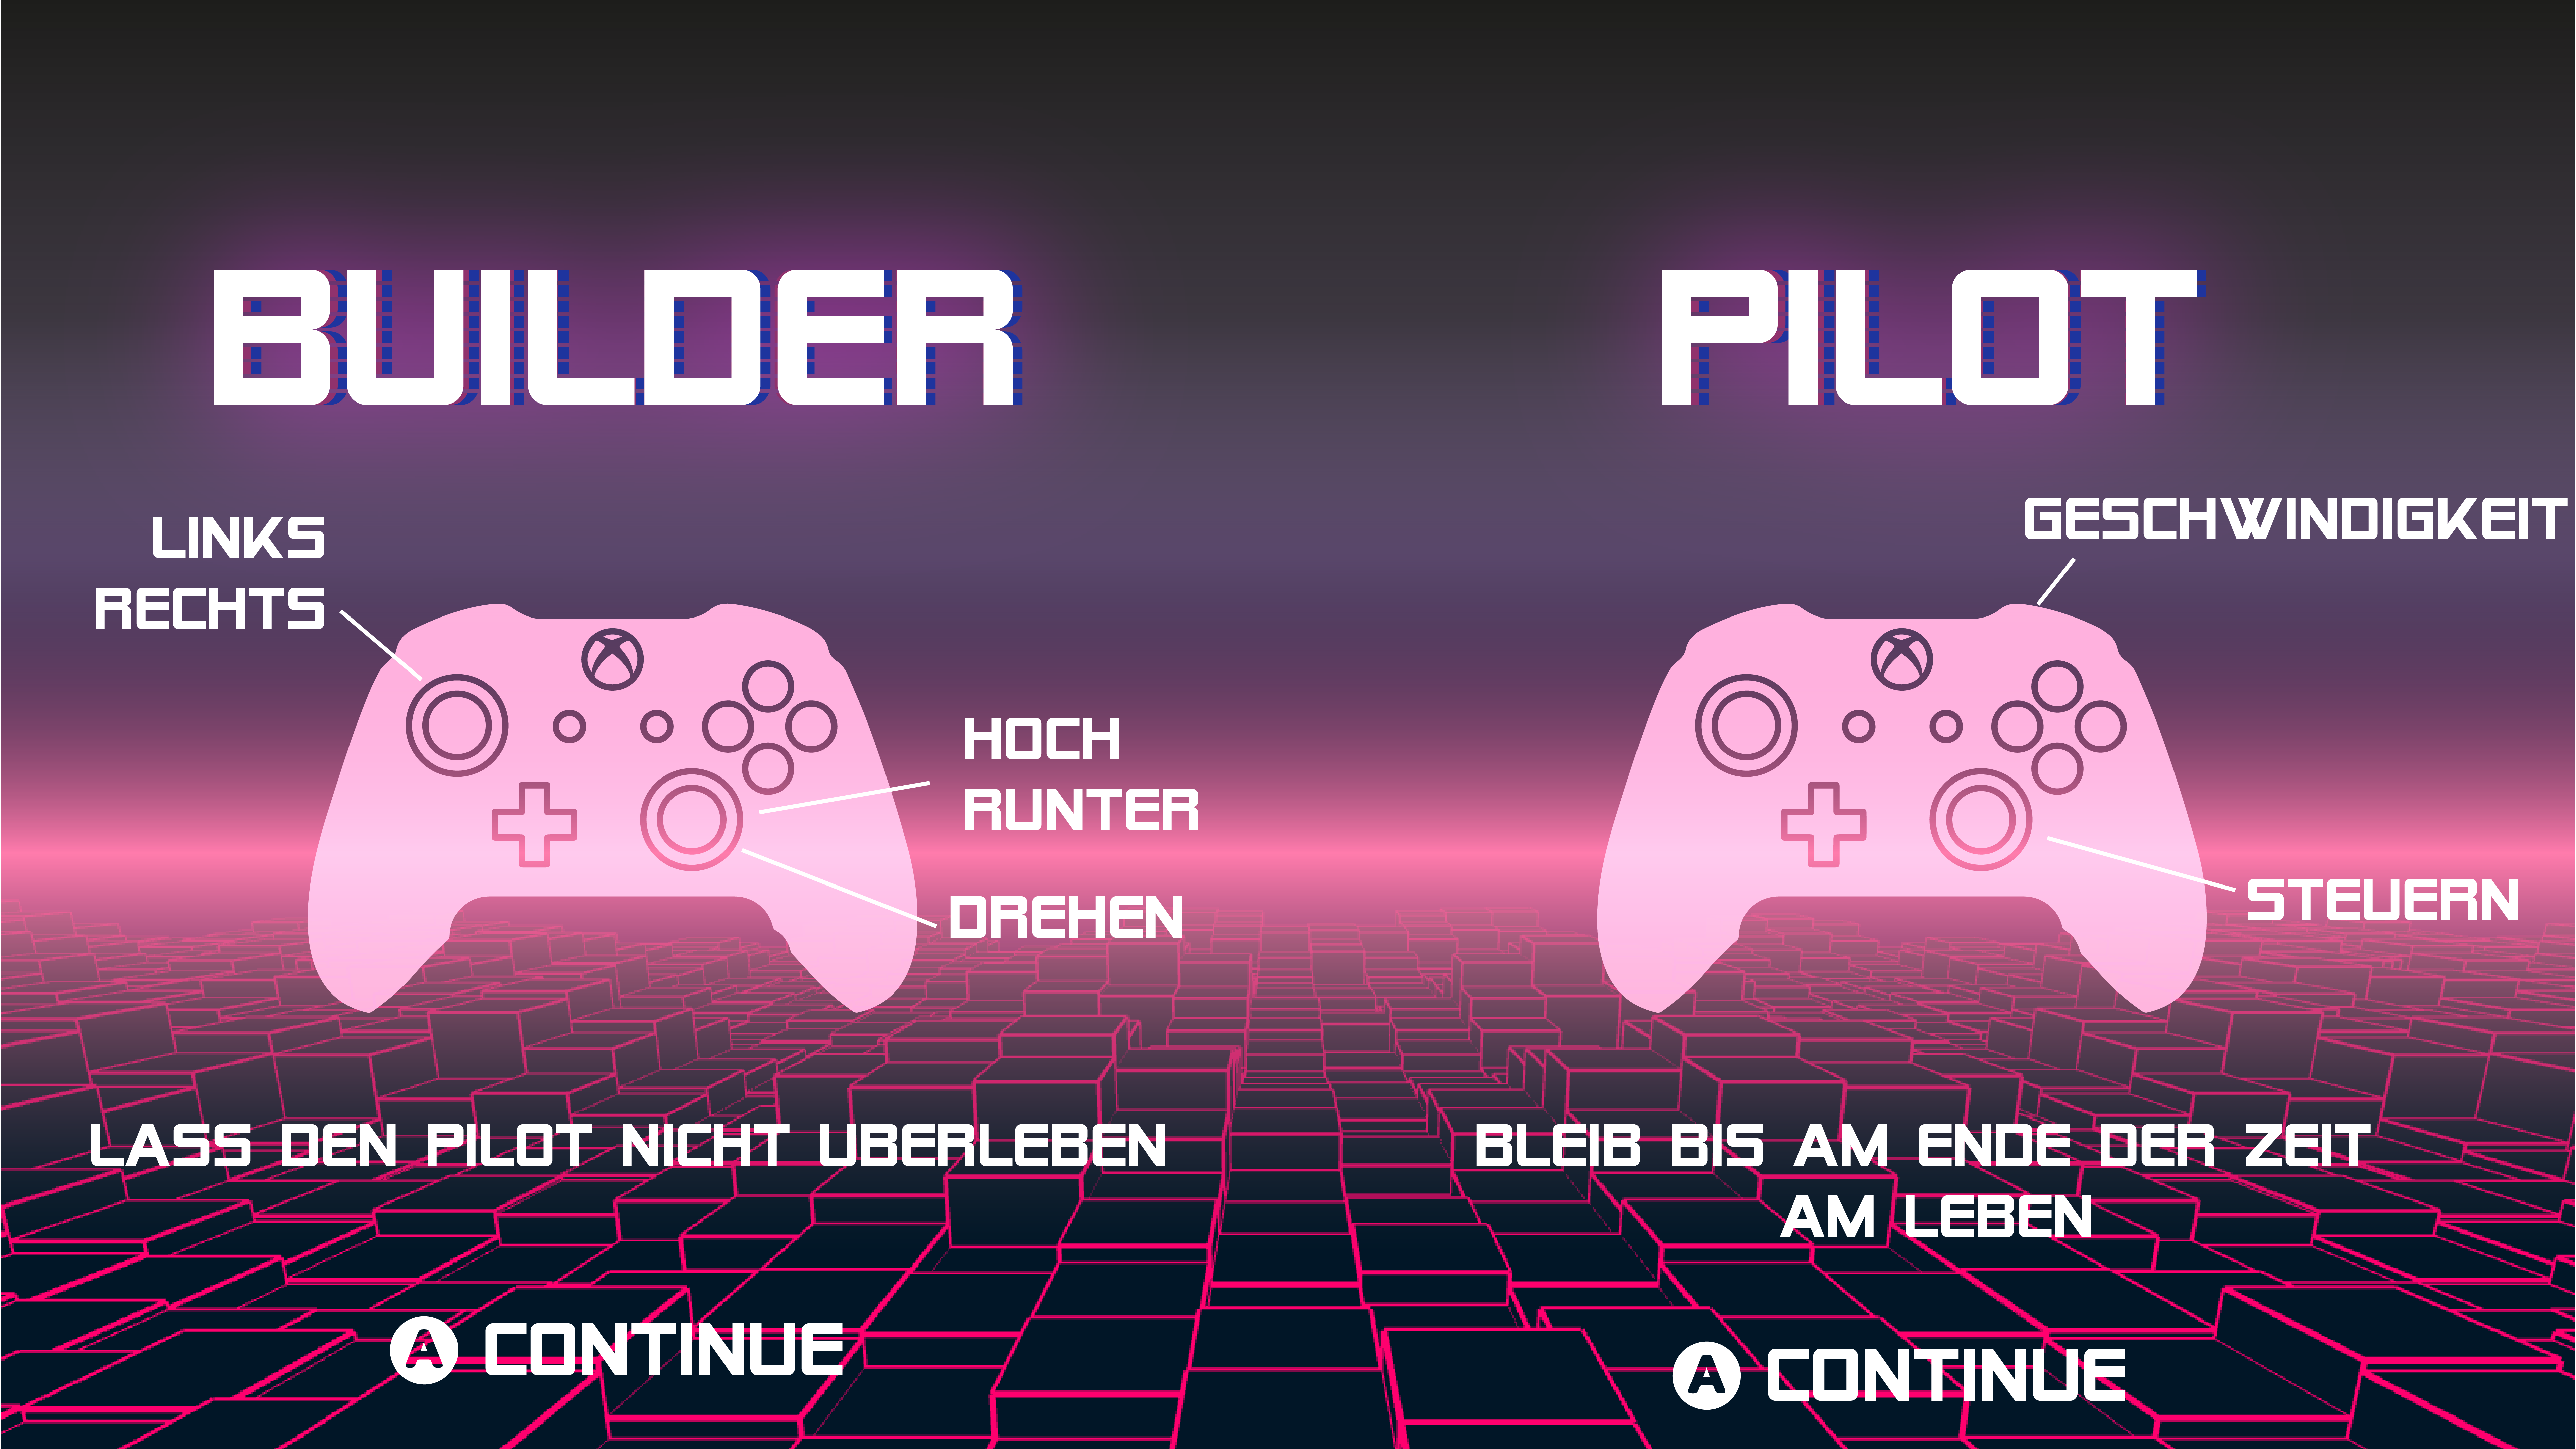 BUILDER
LINKS
RECHTS
HOCH
RUNTER
DREHEN
LASS DEN PILOT NICHT UBERLEBEN
A CONTINUE
PILOT
GESCHWINDIGKEIT
STEUERN
BLEIB BIS AM ENDE DER ZEIT
AM LEBEN
A CONTINUE